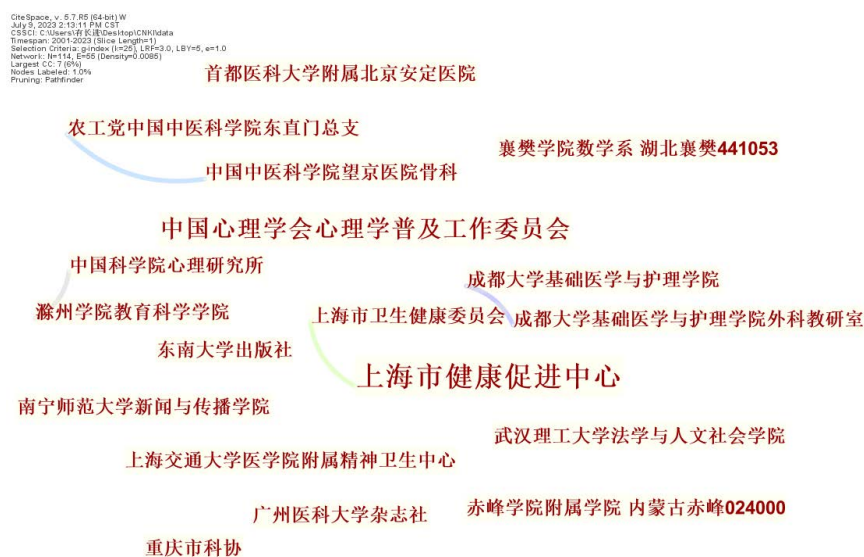 CiteSpace, v. 5.7.R5 (64-bit) W
July 9, 2023 2:13:11 PM CST
CSSCI: C:\Users\有长进\Desktop\CNKI\data
Timespan: 2001-2023 (Slice Length=1)
Selection Criteria: g-index (k=25), LRF=3.0, LBY=5, e=1.0
Network: N=114, E=55 (Density=0.0085)
Largest CC: 7 (6%)
Nodes Labeled: 1.0%
Pruning: Pathfinder
首都医科大学附属北京安定医院
农工党中国中医科学院东直门总支
襄樊学院数学系 湖北襄樊441053
中国中医科学院望京医院骨科
中国心理学会心理学普及工作委员会
中国科学院心理研究所
成都大学基础医学与护理学院
滁州学院教育科学学院
上海市卫生健康委员会
成都大学基础医学与护理学院外科教研室
东南大学出版社
上海市健康促进中心
南宁师范大学新闻与传播学院
武汉理工大学法学与人文社会学院
上海交通大学医学院附属精神卫生中心
广州医科大学杂志社
赤峰学院附属学院 内蒙古赤峰024000
重庆市科协